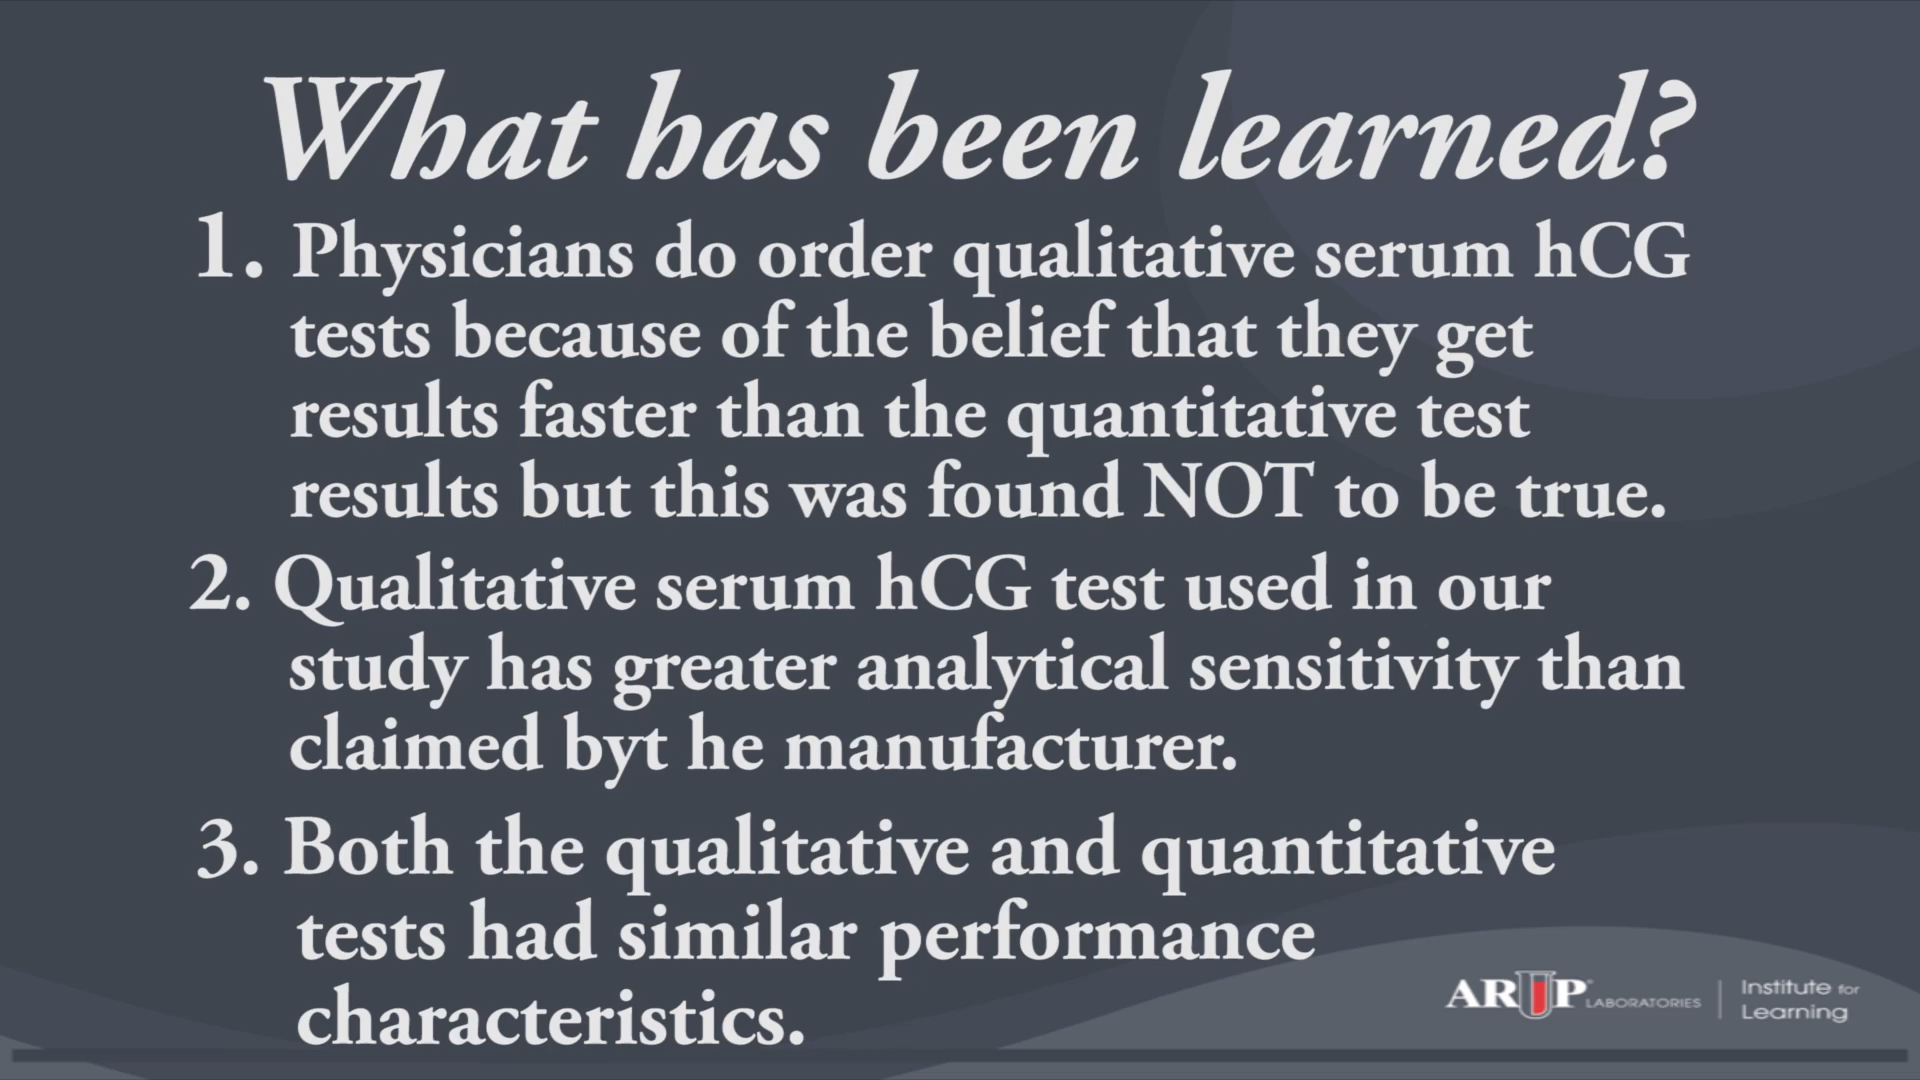 What has been learned?
1. Physicians do order qualitative serum hCG
tests because of the belief that they get
results faster than the quantitative test
results but this was found NOT to be true.
2. Qualitative serum hCG test used in our
study has greater analytical sensitivity than
claimed byt he manufacturer.
3. Both the qualitative and quantitative
tests had similar performance
characteristics.
ARUP LABORATORIES | Institute for
Learning